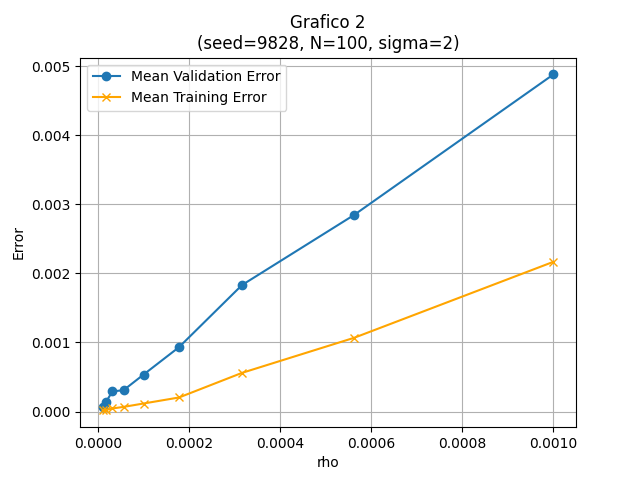 Grafico 2
(seed=9828, N=100, sigma=2)
Mean Validation Error
Mean Training Error
0.005
0.004
0.003
0.002
0.001
0.000
Error
0.0000 0.0002 0.0004 0.0006 0.0008 0.0010
rho